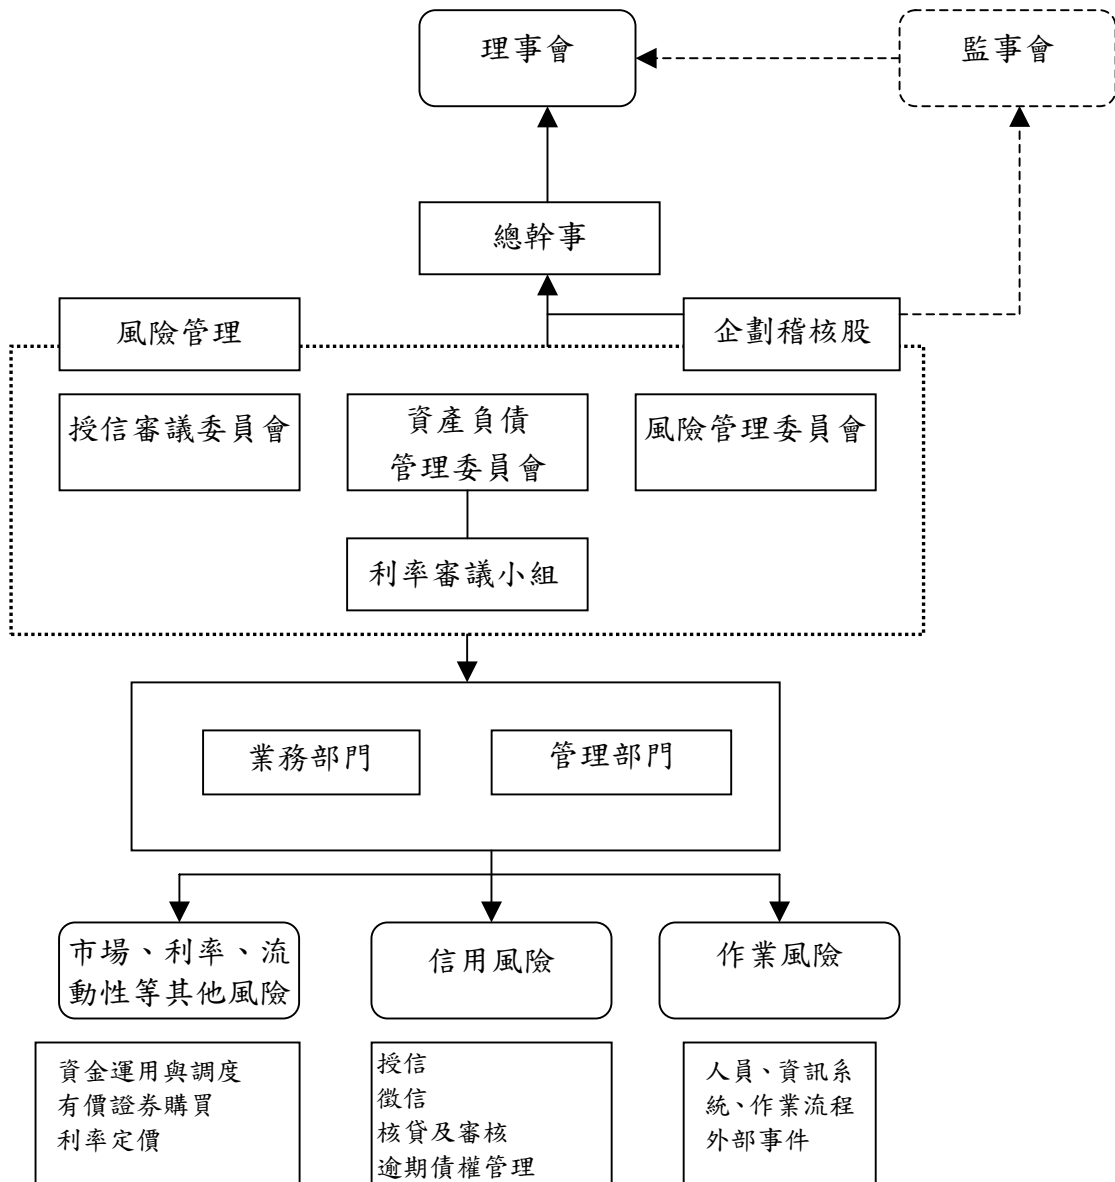 理事會
監事會
總幹事
風險管理
企劃稽核股
授信審議委員會
資產負債
管理委員會
風險管理委員會
利率審議小組
業務部門
管理部門
市場、利率、流
動性等其他風險
信用風險
作業風險
資金運用與調度
有價證券購買
利率定價
授信
徵信
核貸及審核
逾期債權管理
人員、資訊系
統、作業流程
外部事件